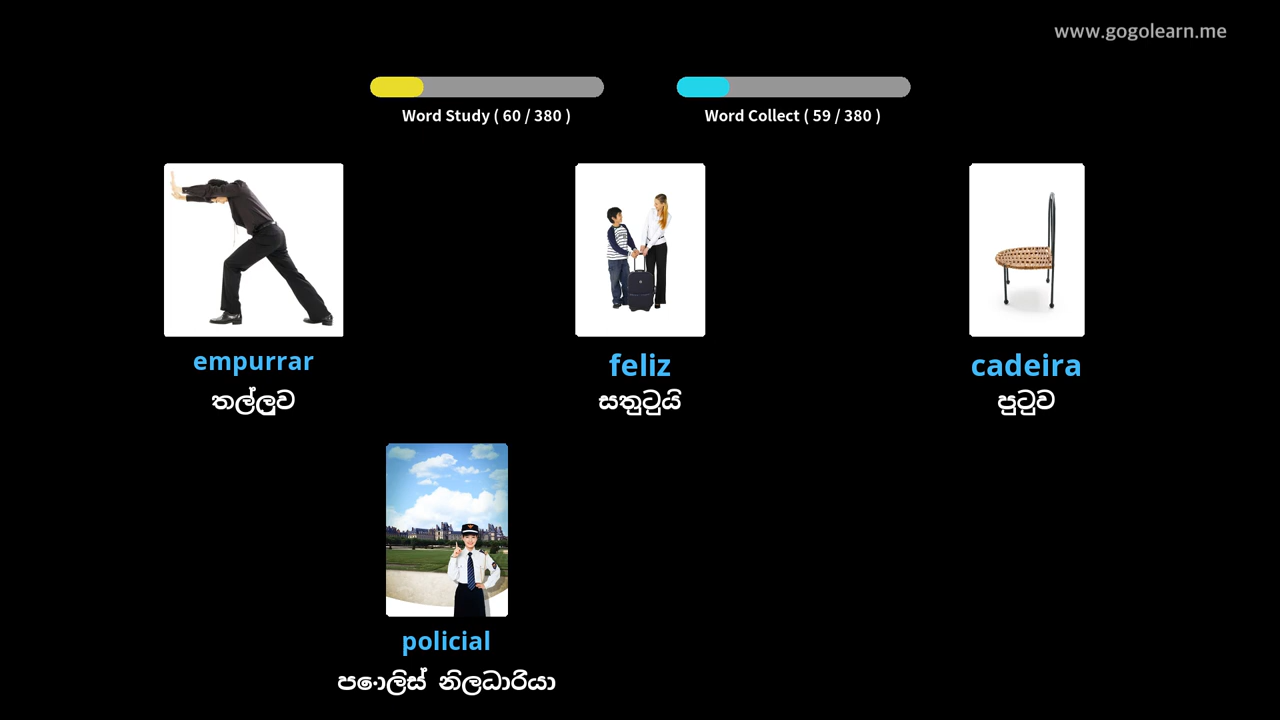 www.gogolearn.me
Word Study ( 60 / 380 )
Word Collect ( 59 / 380 )
empurrar
තල්ලුව
feliz
සතුටුයි
cadeira
පුටුව
policial
පොලිස් නිලධාරියා